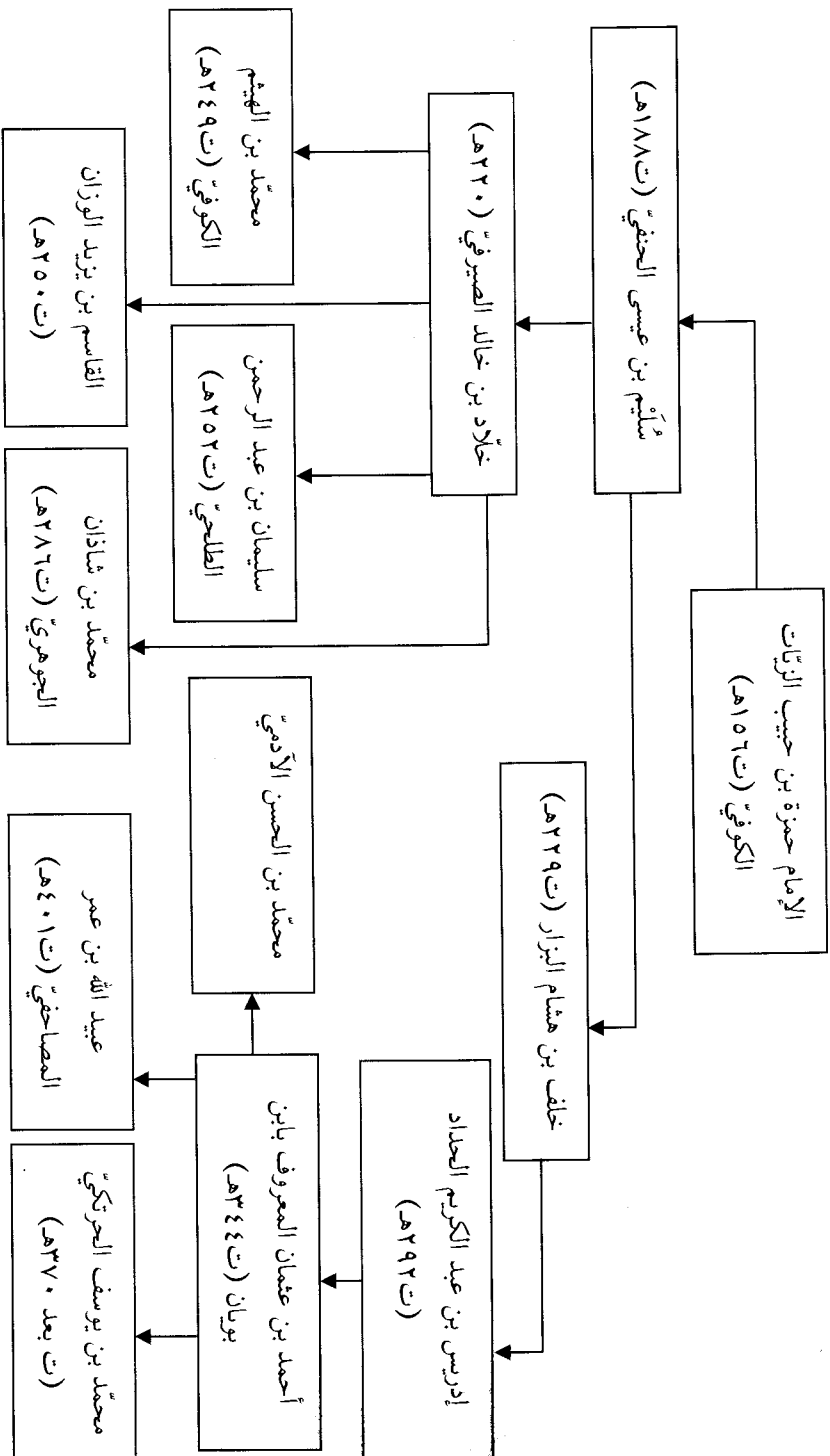 الإمام حمزة بن حبيب الزيّات
الكوفيّ (ت١٥٦هـ)
سُلَيْم بن عيسى الحنفيّ (ت١٨٨هـ)
خلف بن هشام البزار (ت٢٢٩هـ)
خلّاد بن خالد الصيرفيّ (٢٢٠هـ)
إدريس بن عبد الكريم الحداد
(ت٢٩٢هـ)
محمّد بن الهيثم
الكوفيّ (ت٢٤٩هـ)
سليمان بن عبد الرحمن
الطلحيّ (ت٢٥٢هـ)
القاسم بن يزيد الوزان
(ت٢٥٠هـ)
محمّد بن شاذان
الجوهريّ (ت٢٨٦هـ)
أحمد بن عثمان المعروف بابن
بويان (ت٣٤٤هـ)
محمّد بن الحسن الآدميّ
عبيد الله بن عمر
المصاحفيّ (ت٤٠١هـ)
محمّد بن يوسف الحرتكيّ
(ت بعد ٣٧٠هـ)